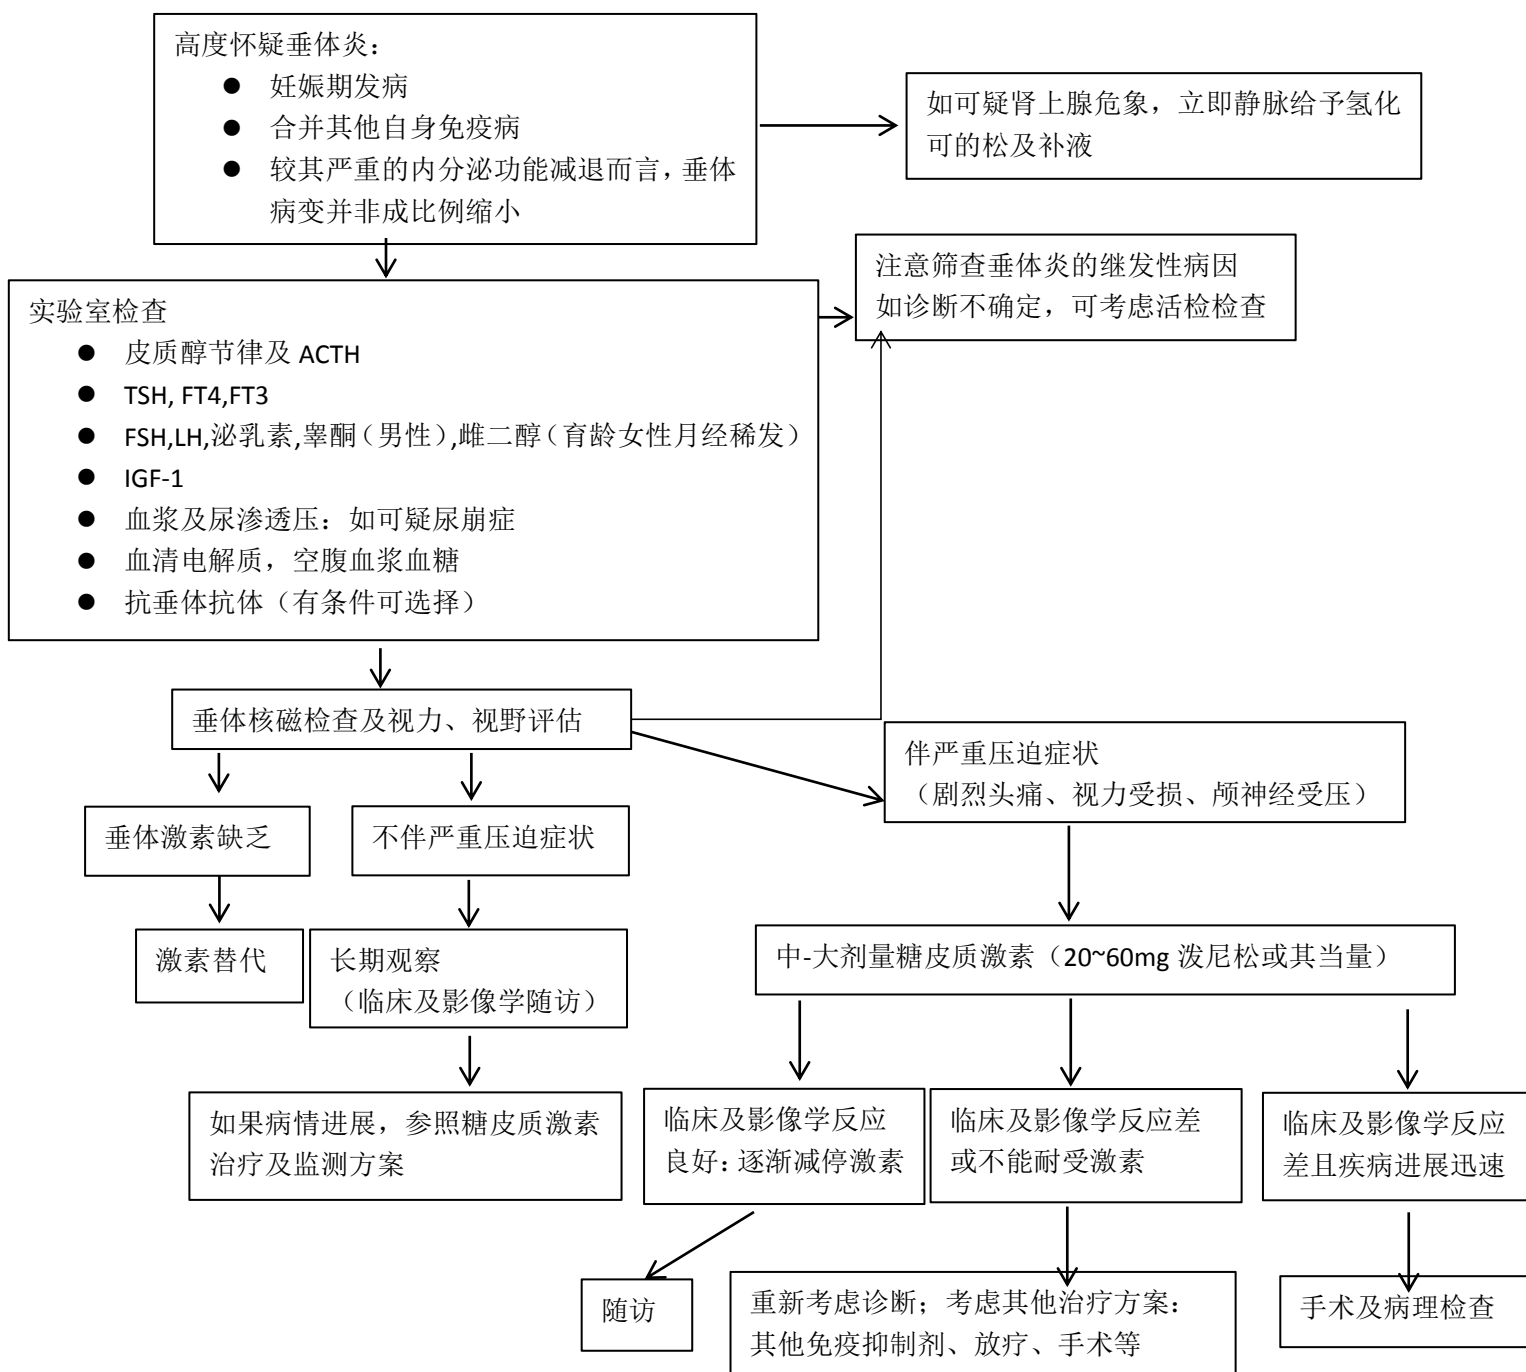 高度怀疑垂体炎：
● 妊娠期发病
● 合并其他自身免疫病
● 较其严重的内分泌功能减退而言，垂体
病变并非成比例缩小
如可疑肾上腺危象，立即静脉给予氢化
可的松及补液
注意筛查垂体炎的继发性病因
如诊断不确定，可考虑活检检查
实验室检查
● 皮质醇节律及 ACTH
● TSH, FT4,FT3
● FSH,LH,泌乳素,睾酮（男性）,雌二醇（育龄女性月经稀发）
● IGF-1
● 血浆及尿渗透压：如可疑尿崩症
● 血清电解质，空腹血浆血糖
● 抗垂体抗体（有条件可选择）
垂体核磁检查及视力、视野评估
伴严重压迫症状
（剧烈头痛、视力受损、颅神经受压）
垂体激素缺乏
不伴严重压迫症状
激素替代
长期观察
（临床及影像学随访）
中-大剂量糖皮质激素（20~60mg 泼尼松或其当量）
如果病情进展，参照糖皮质激素
治疗及监测方案
临床及影像学反应
良好：逐渐减停激素
临床及影像学反应差
或不能耐受激素
临床及影像学反应
差且疾病进展迅速
随访
重新考虑诊断；考虑其他治疗方案：
其他免疫抑制剂、放疗、手术等
手术及病理检查